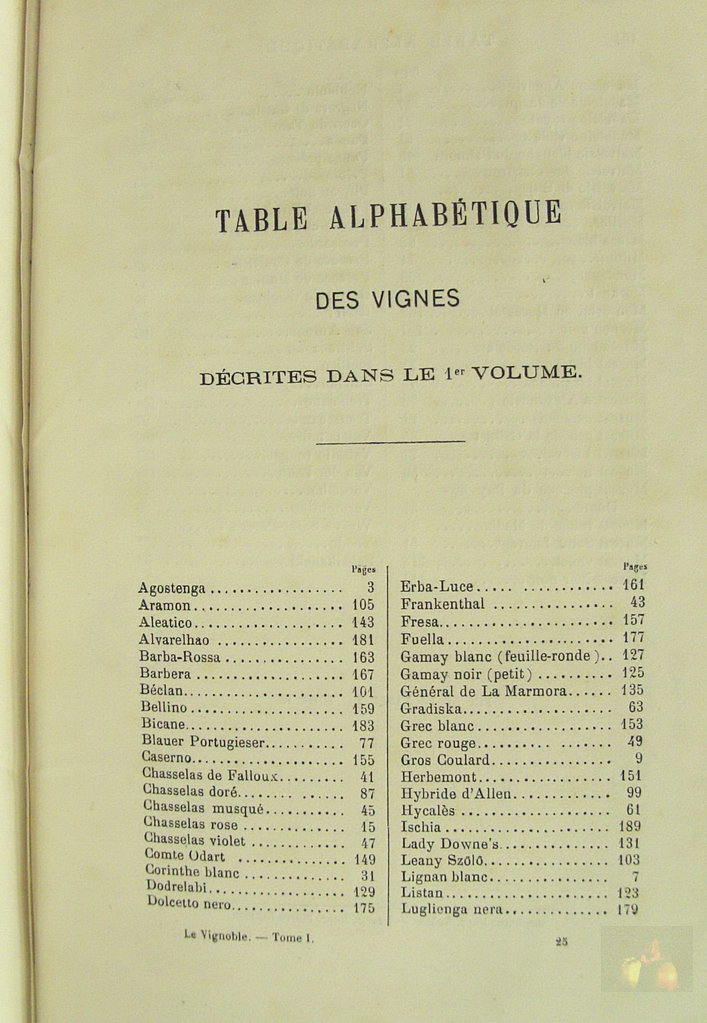 TABLE ALPHABÉTIQUE
DES VIGNES
DÉCRITES DANS LE 1er VOLUME.
Pages
Agostenga .................. 3
Aramon..................... 105
Aleatico..................... 143
Alvarelhao .................. 181
Barba-Rossa ................. 163
Barbera ..................... 167
Béclan...................... 101
Bellino ..................... 159
Bicane...................... 183
Blauer Portugieser........... 77
Caserno..................... 155
Chasselas de Falloux......... 41
Chasselas doré........ ...... 87
Chasselas musqué........... 45
Chasselas rose .............. 15
Chasselas violet ............. 47
Comte Odart ............... 149
Corinthe blanc .............. 31
Dodrelabi................... 129
Dolcetto nero................ 175
Pages
Erba-Luce..... ............ 161
Frankenthal ................ 43
Fresa........................ 157
Fuella....................... 177
Gamay blanc (feuille-ronde).. 127
Gamay noir (petit) .......... 125
Général de La Marmora...... 135
Gradiska.................... 63
Grec blanc................... 153
Grec rouge.......... ....... 49
Gros Coulard................ 9
Herbemont.................. 151
Hybride d'Allen.............. 99
Hycalès .................... 61
Ischia ...................... 189
Lady Downe's............... 131
Leany Szölö................. 103
Lignan blanc................ 7
Listan...................... 123
Luglienga nera.............. 179
Le Vignoble. — Tome I.
25